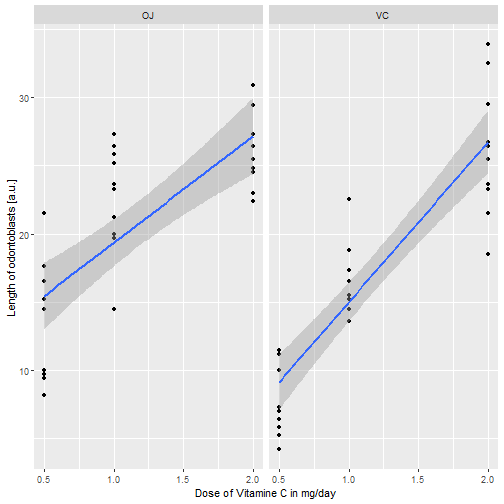 OJ VC
Length of odontoblasts [a.u.]
30
20
10
0.5 1.0 1.5 2.0 0.5 1.0 1.5 2.0
Dose of Vitamine C in mg/day